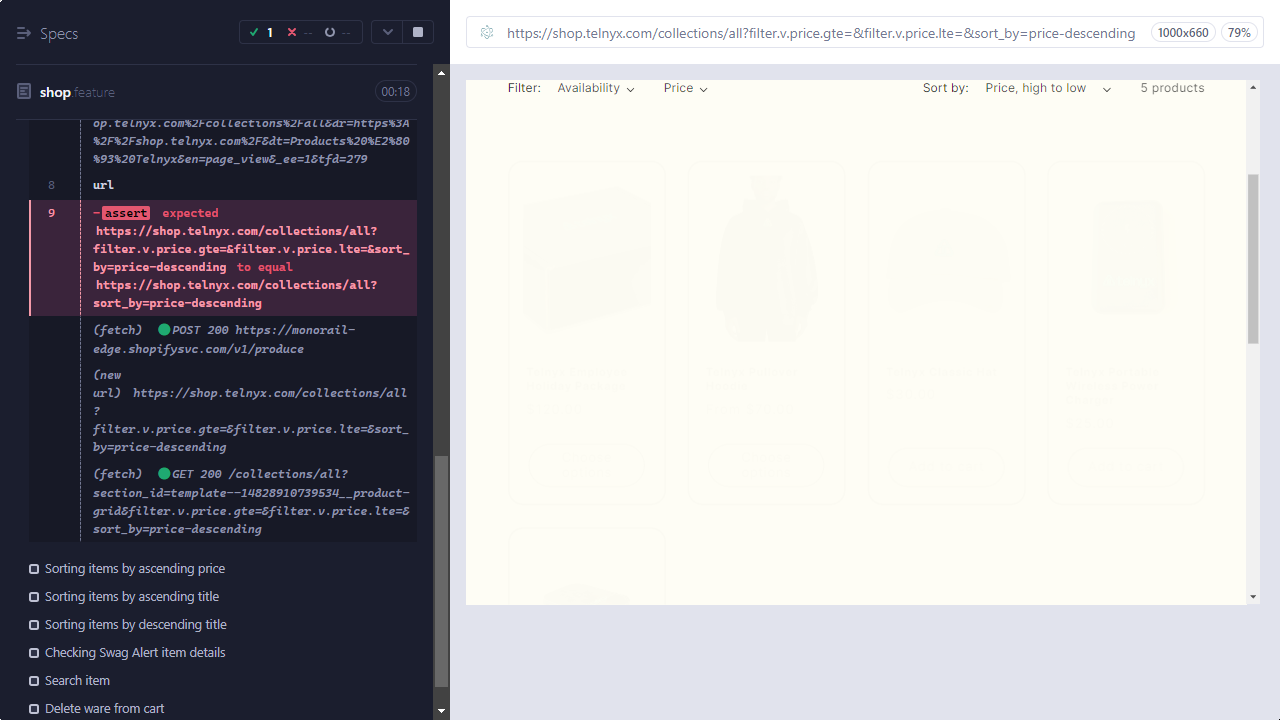 Specs
1
--
--
https://shop.telnyx.com/collections/all?filter.v.price.gte=&filter.v.price.lte=&sort_by=price-descending
1000x660
79%
shop.feature
00:18
op.telnyx.com%2Fcollections%2Fall&dr=https%3A
%2F%2Fshop.telnyx.com%2F&dt=Products%20%E2%80
%93%20Telnyx&en=page_view&_ee=1&tfd=279
8 url
9 -assert expected
https://shop.telnyx.com/collections/all?
filter.v.price.gte=&filter.v.price.lte=&sort_
by=price-descending to equal
https://shop.telnyx.com/collections/all?
sort_by=price-descending
(fetch) POST 200 https://monorail-
edge.shopifysvc.com/v1/produce
(new
url) https://shop.telnyx.com/collections/all
?
filter.v.price.gte=&filter.v.price.lte=&sort_
by=price-descending
(fetch) GET 200 /collections/all?
section_id=template--14828910739534__product-
grid&filter.v.price.gte=&filter.v.price.lte=&
sort_by=price-descending
Sorting items by ascending price
Sorting items by ascending title
Sorting items by descending title
Checking Swag Alert item details
Search item
Delete ware from cart
Filter: Availability Price Sort by: Price, high to low 5 products